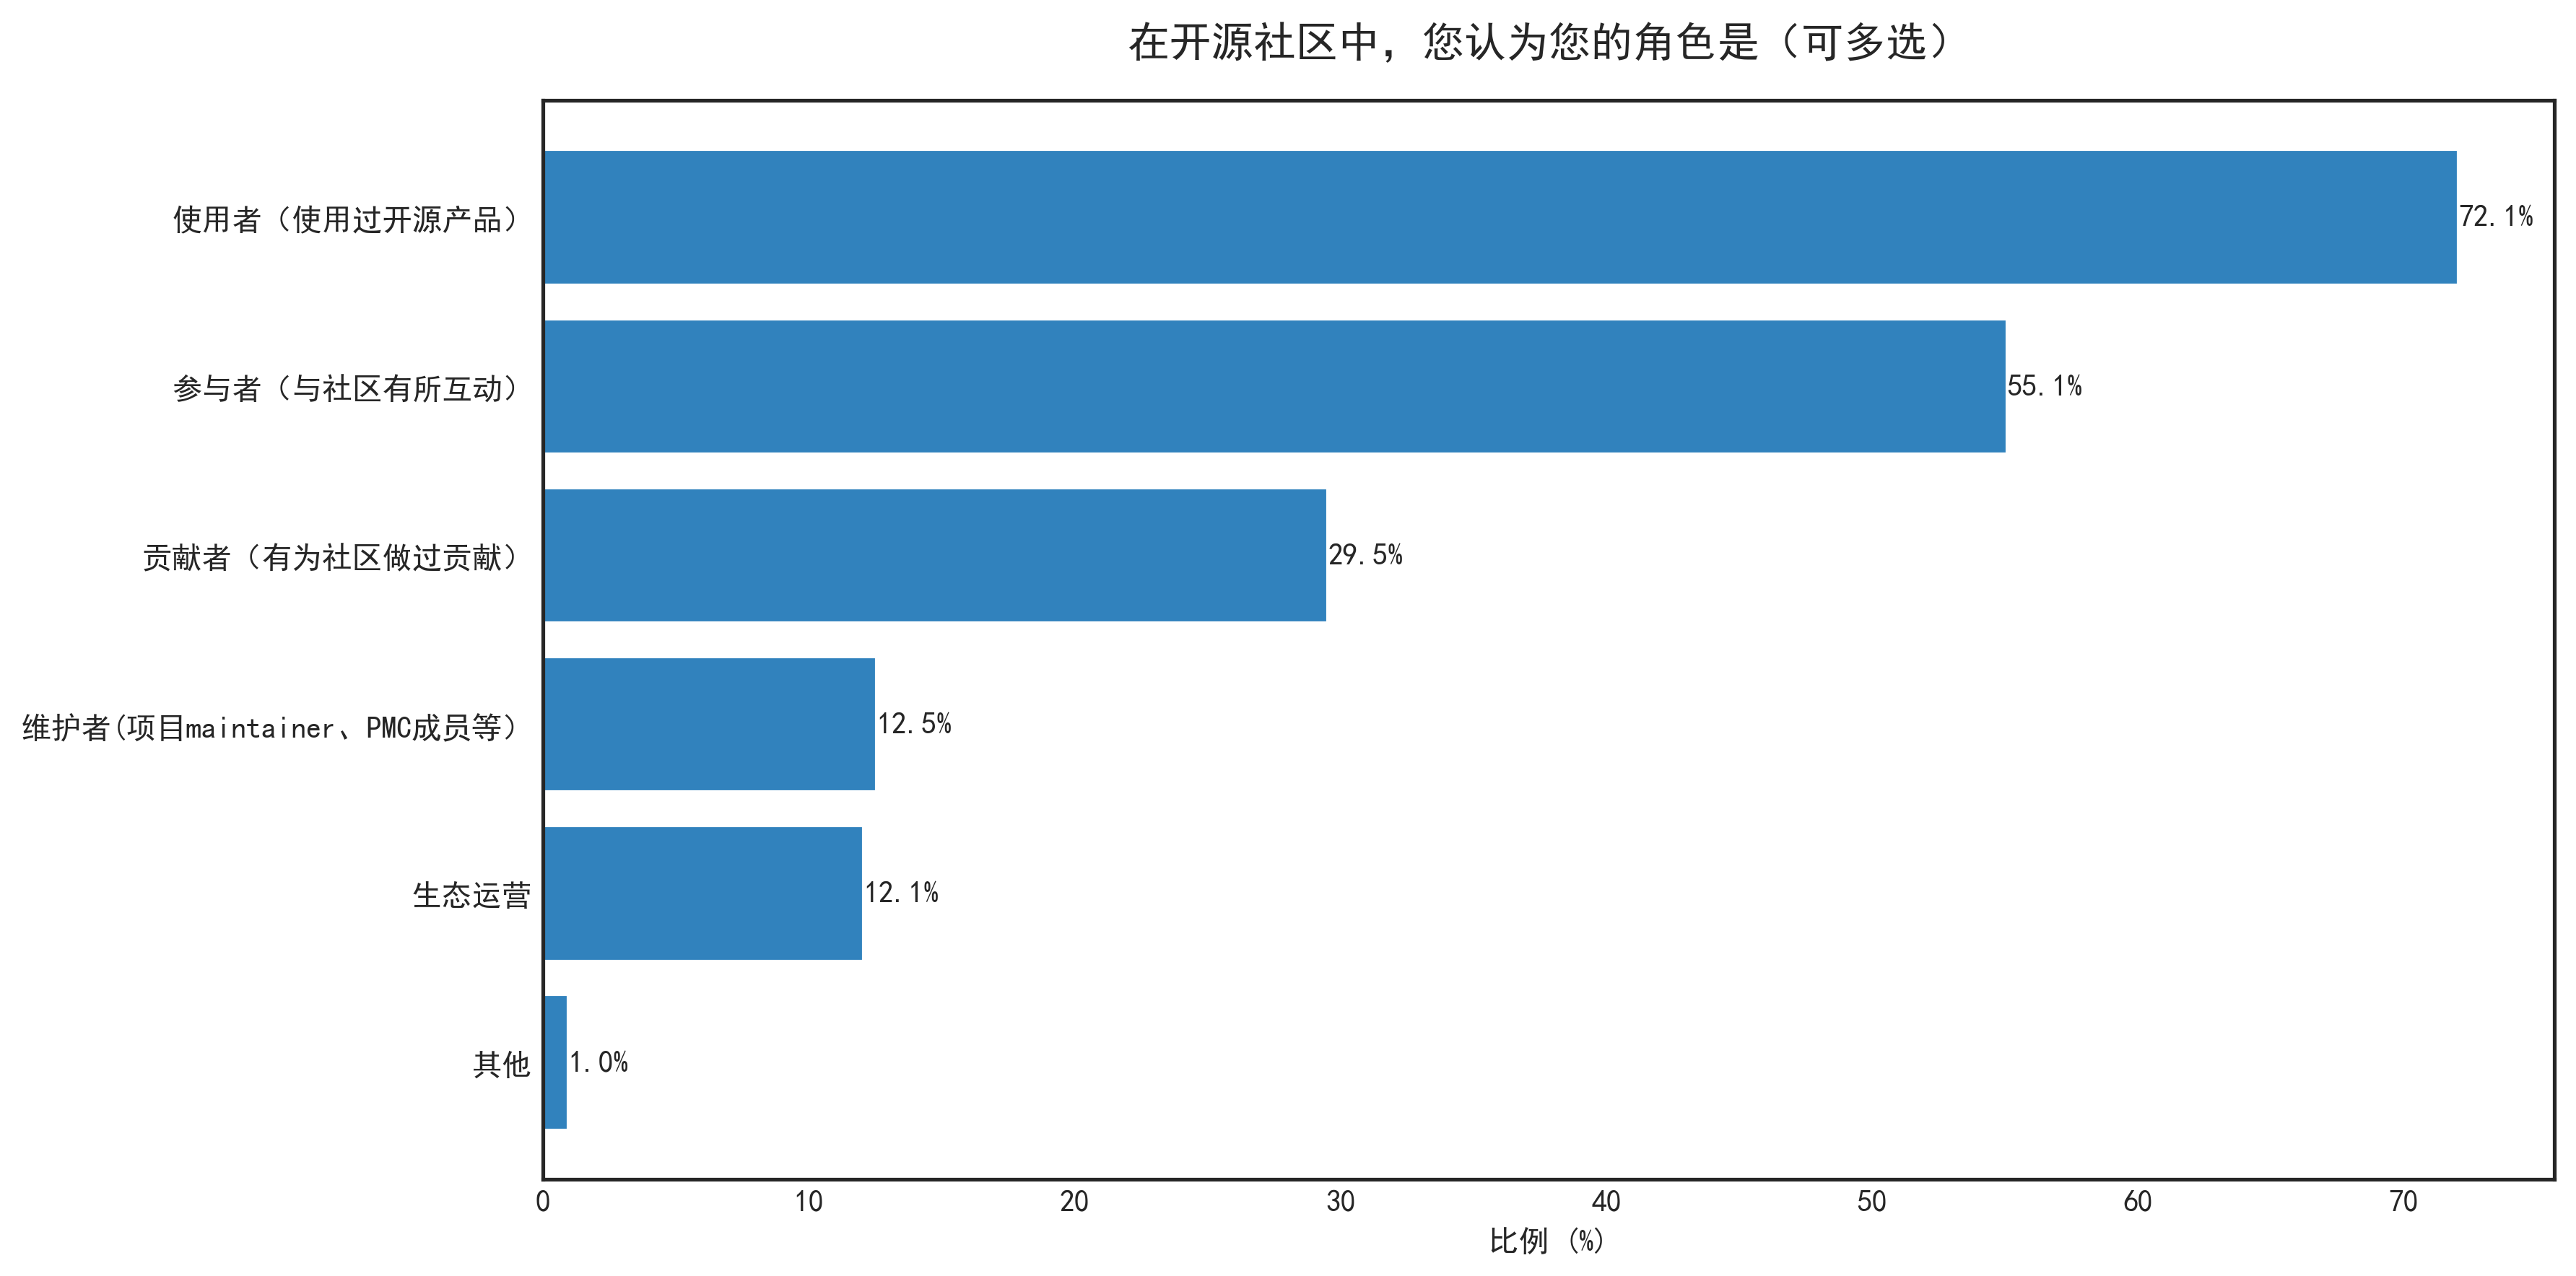 在开源社区中，您认为您的角色是（可多选）
使用者（使用过开源产品） 72.1%
参与者（与社区有所互动） 55.1%
贡献者（有为社区做过贡献） 29.5%
维护者(项目maintainer、PMC成员等） 12.5%
生态运营 12.1%
其他 1.0%
0 10 20 30 40 50 60 70
比例 (%)